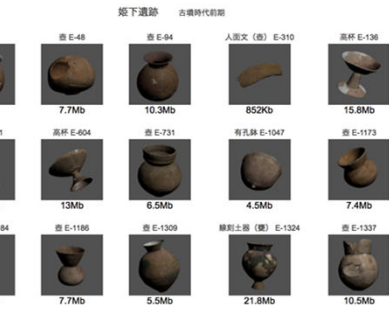 姫下遺跡 古墳時代前期
壺 E-48 壺 E-94 人面文（壺） E-310 高杯 E-136
7.7Mb 10.3Mb 852Kb 15.8Mb
1 高杯 E-604 壺 E-731 有孔鉢 E-1047 壺 E-1173
13Mb 6.5Mb 4.5Mb 7.4Mb
84 壺 E-1186 壺 E-1309 線刻土器（甕） E-1324 壺 E-1337
7.7Mb 5.5Mb 21.8Mb 10.5Mb